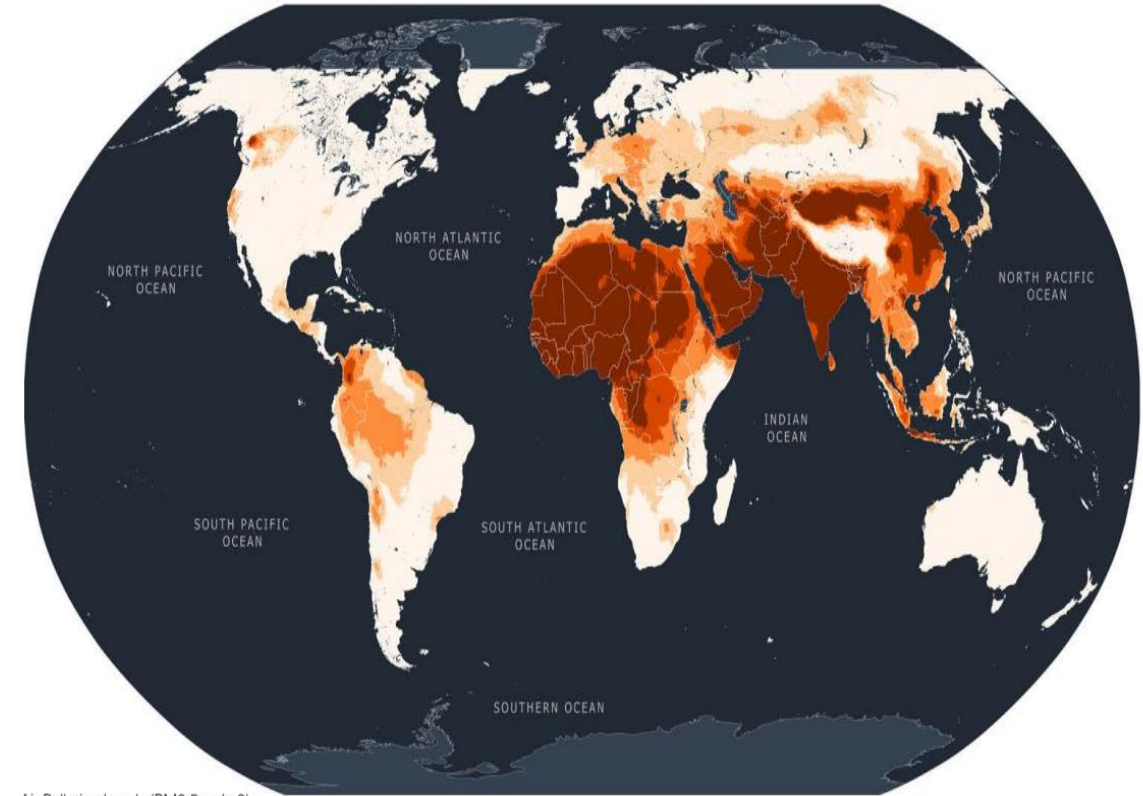 NORTH ATLANTIC
OCEAN
NORTH PACIFIC
OCEAN
NORTH PACIFIC
OCEAN
INDIAN
OCEAN
SOUTH PACIFIC
OCEAN
SOUTH ATLANTIC
OCEAN
SOUTHERN OCEAN